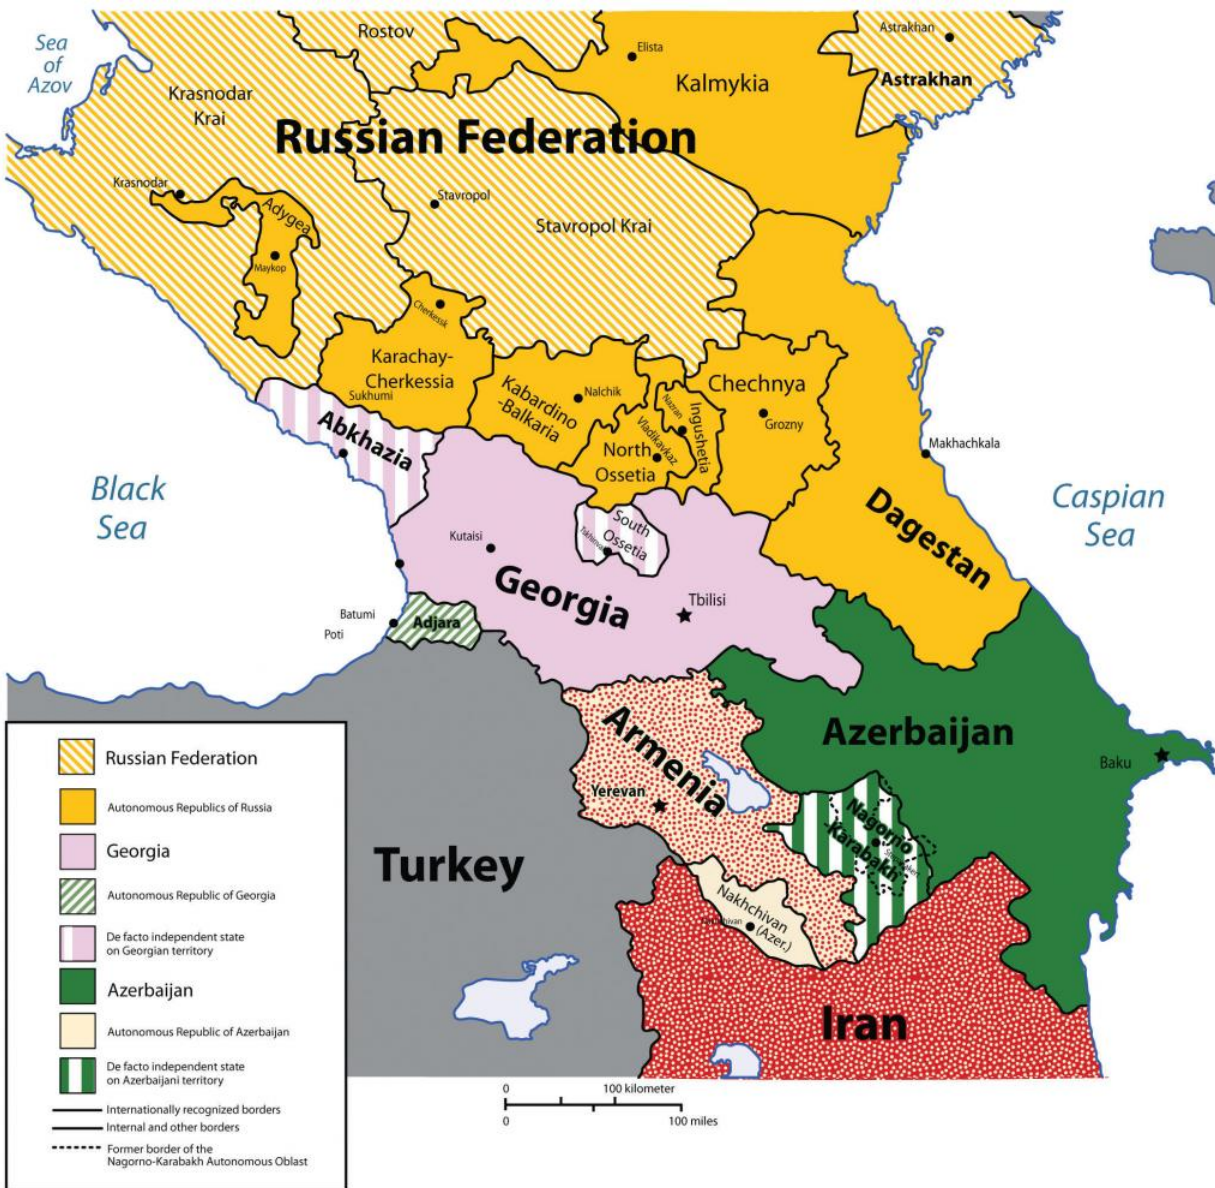 Sea
of
Azov
Rostov
Elista
Astrakhan
Astrakhan
Kalmykia
Krasnodar
Krai
Russian Federation
Krasnodar
Adygea
Maykop
Stavropol
Stavropol Krai
Cherkessk
Karachay-
Cherkessia
Sukhumi
Abkhazia
Kabardino
-Balkaria
Nalchik
Nazran
Ingushetia
Vladikavkaz
North
Ossetia
Chechnya
Grozny
Makhachkala
Dagestan
Black
Sea
Caspian
Sea
South
Ossetia
Kutaisi
Georgia
Tbilisi
Batumi
Poti
Adjara
Armenia
Yerevan
Azerbaijan
Baku
Nagorno
-Karabakh
Turkey
Nakhchivan
(Azer.)
Iran
Russian Federation
Autonomous Republics of Russia
Georgia
Autonomous Republic of Georgia
De facto independent state
on Georgian territory
Azerbaijan
Autonomous Republic of Azerbaijan
De facto independent state
on Azerbaijani territory
Internationally recognized borders
Internal and other borders
Former border of the
Nagorno-Karabakh Autonomous Oblast
0 100 kilometer
0 100 miles